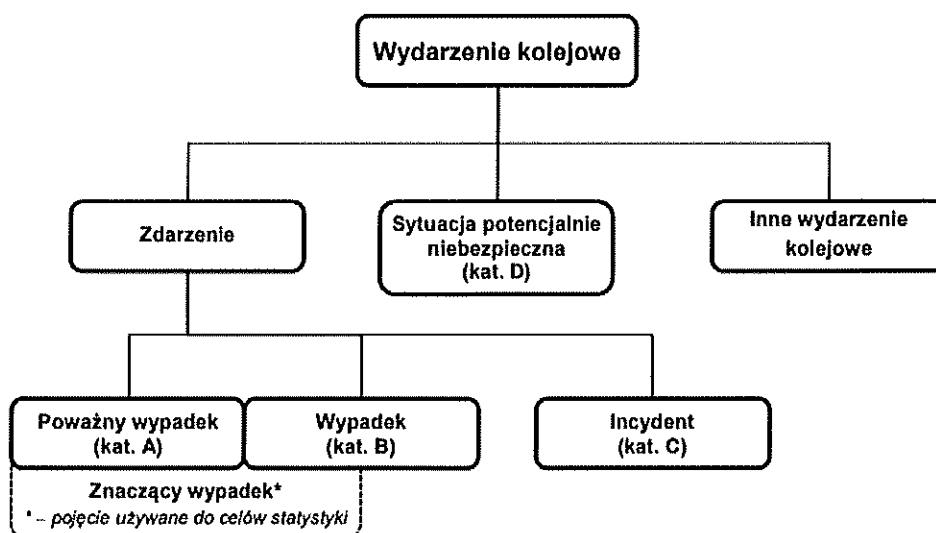 Wydarzenie kolejowe
Zdarzenie
Sytuacja potencjalnie
niebezpieczna
(kat. D)
Inne wydarzenie
kolejowe
Poważny wypadek
(kat. A)
Wypadek
(kat. B)
Incydent
(kat. C)
Znaczący wypadek*
* – pojęcie używane do celów statystyki